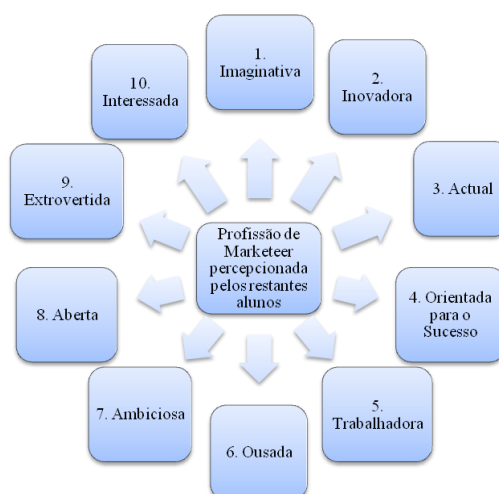 1.
Imaginativa
2.
Inovadora
3. Actual
4. Orientada
para o
Sucesso
5.
Trabalhadora
6. Ousada
7. Ambiciosa
8. Aberta
9.
Extrovertida
10.
Interessada
Profissão de
Marketeer
percepcionada
pelos restantes
alunos